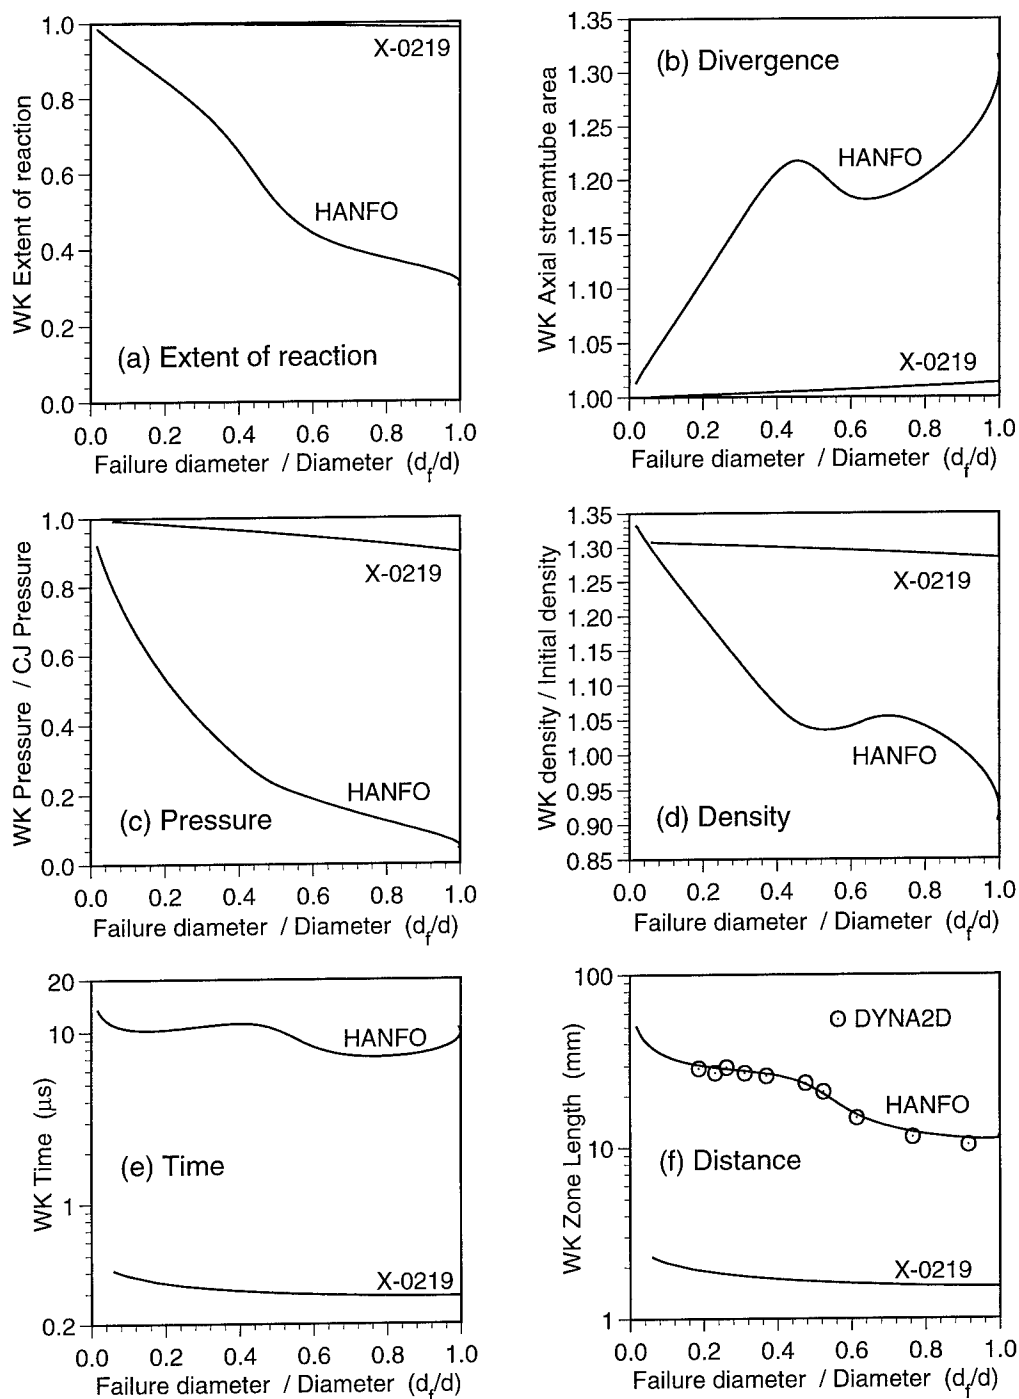 1.0
0.8
0.6
0.4
0.2
0.0
WK Extent of reaction
X-0219
HANFO
(a) Extent of reaction
0.0 0.2 0.4 0.6 0.8 1.0
Failure diameter / Diameter (df/d)
1.35
1.30
1.25
1.20
1.15
1.10
1.05
1.00
WK Axial streamtube area
(b) Divergence
HANFO
X-0219
0.0 0.2 0.4 0.6 0.8 1.0
Failure diameter / Diameter (df/d)
1.0
0.8
0.6
0.4
0.2
0.0
WK Pressure / CJ Pressure
X-0219
HANFO
(c) Pressure
0.0 0.2 0.4 0.6 0.8 1.0
Failure diameter / Diameter (df/d)
1.35
1.30
1.25
1.20
1.15
1.10
1.05
1.00
0.95
0.90
0.85
WK density / Initial density
X-0219
HANFO
(d) Density
0.0 0.2 0.4 0.6 0.8 1.0
Failure diameter / Diameter (df/d)
20
10
1
0.2
WK Time (µs)
HANFO
(e) Time
X-0219
0.0 0.2 0.4 0.6 0.8 1.0
Failure diameter / Diameter (df/d)
100
10
1
WK Zone Length (mm)
DYNA2D
HANFO
(f) Distance
X-0219
0.0 0.2 0.4 0.6 0.8 1.0
Failure diameter / Diameter (df/d)